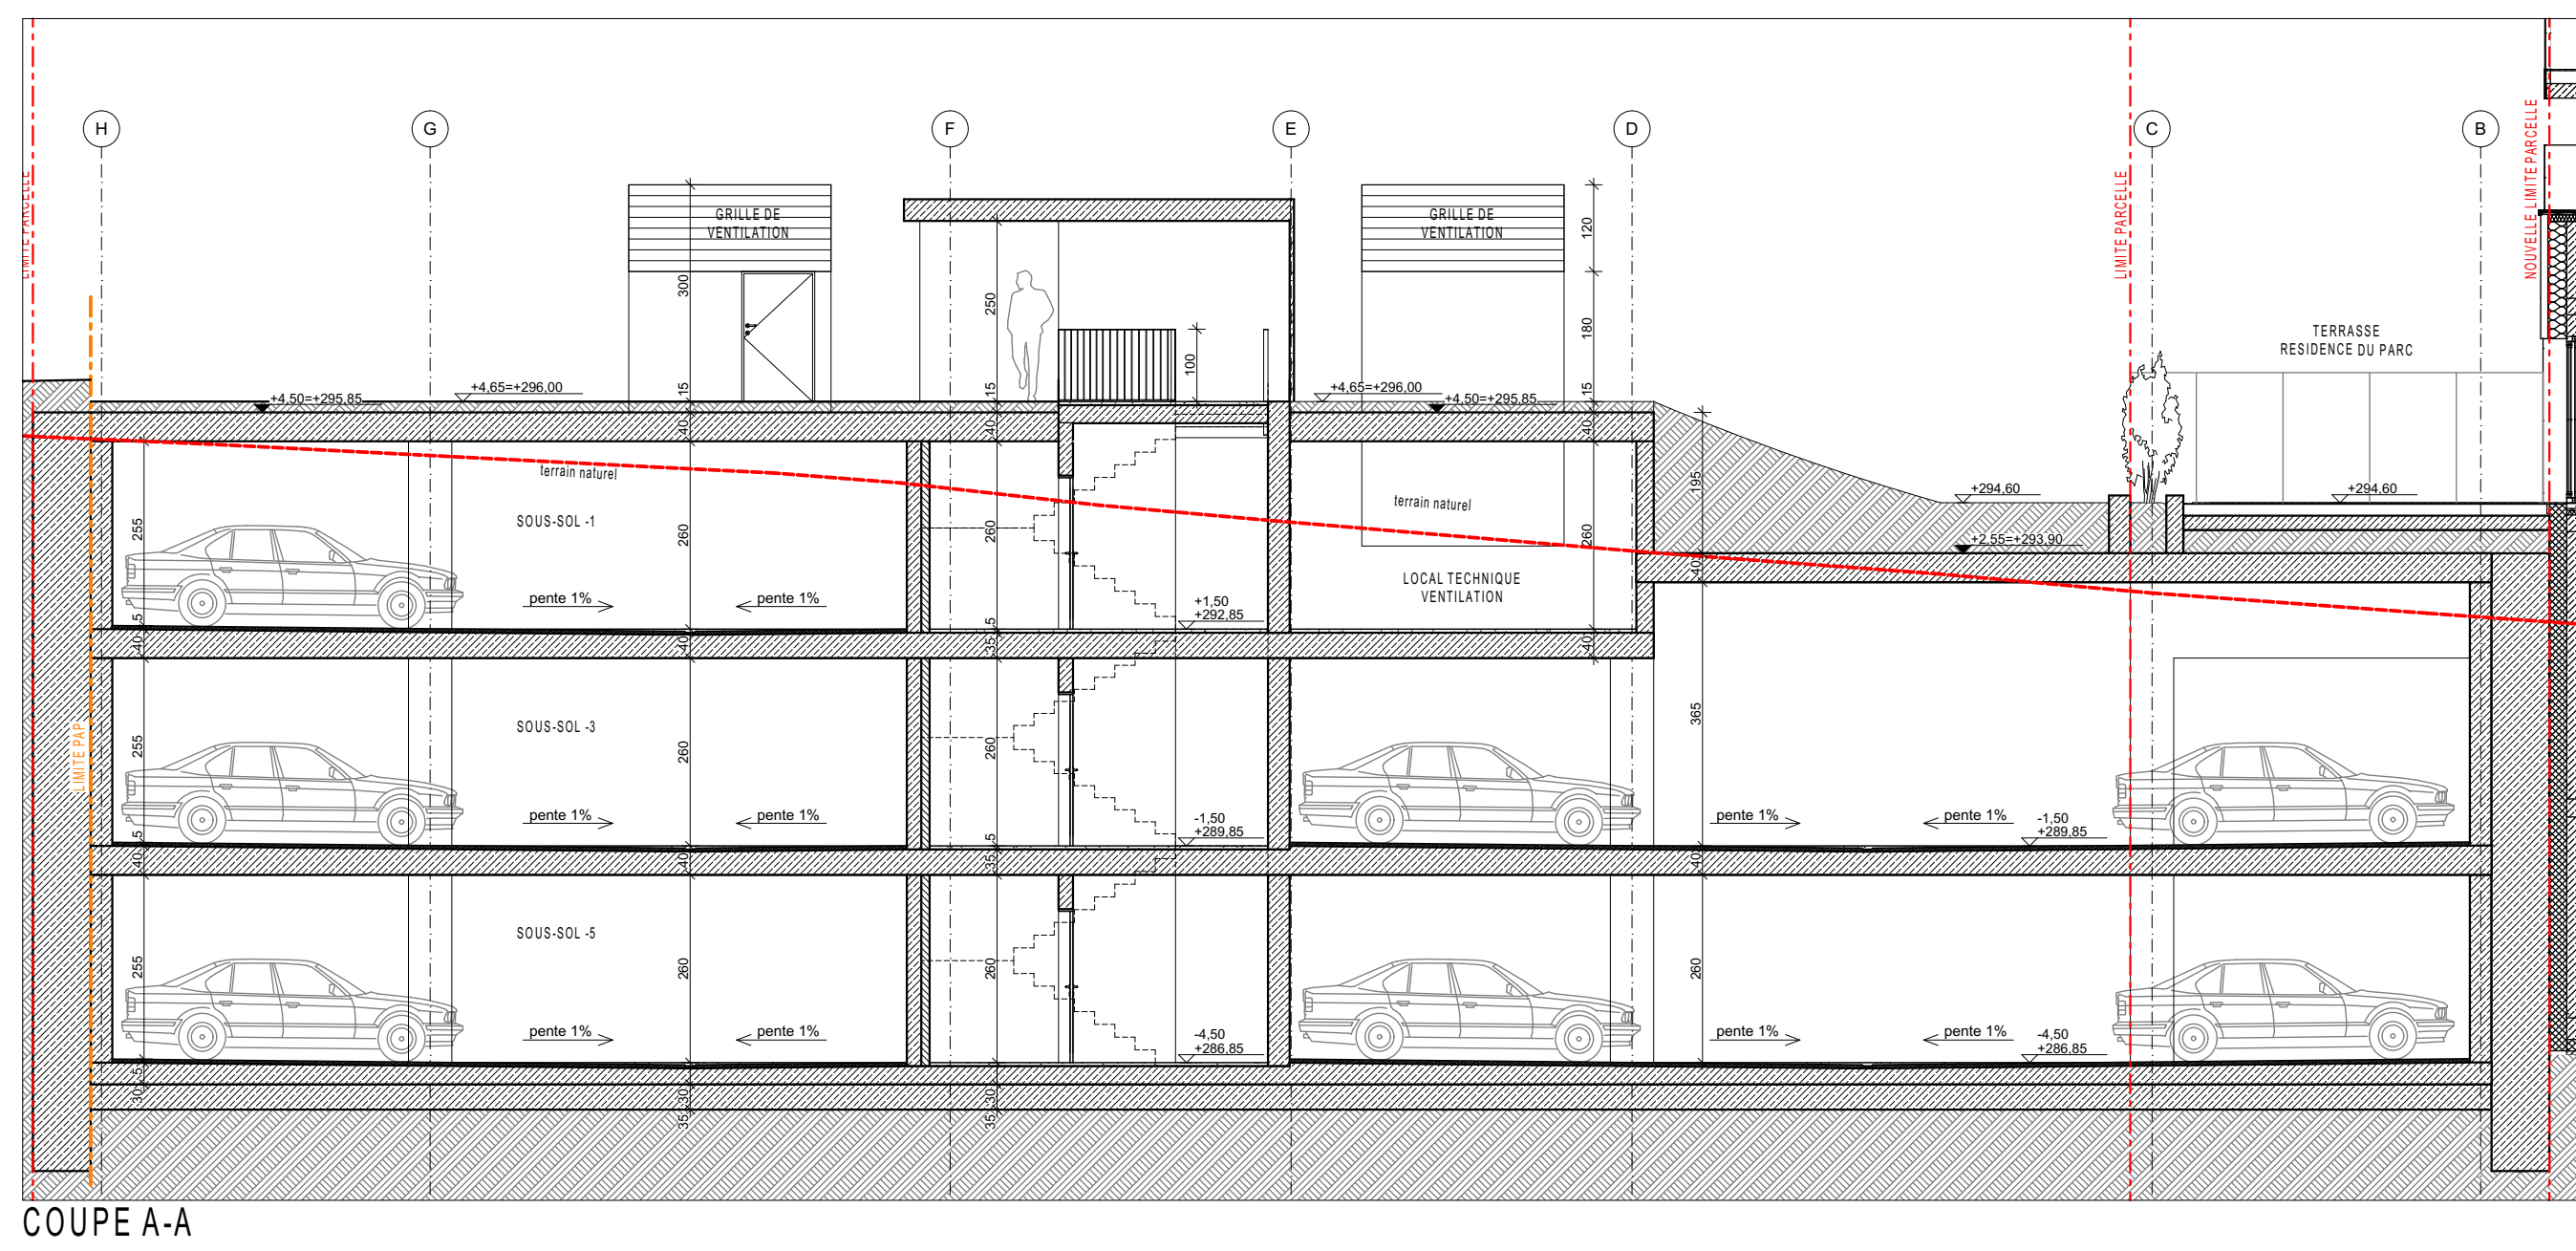 H
G
F
E
D
C
B
LIMITE PARCELLE
LIMITE PARCELLE
NOUVELLE LIMITE PARCELLE
GRILLE DE
VENTILATION
GRILLE DE
VENTILATION
120
300
250
180
100
15
15
15
TERRASSE
RESIDENCE DU PARC
+4,50=+295,85
+4,65=+296,00
+4,65=+296,00
+4,50=+295,85
40
40
40
195
+294,60
+294,60
+2,55=+293,90
terrain naturel
terrain naturel
SOUS-SOL -1
255
260
260
260
40
LOCAL TECHNIQUE
VENTILATION
pente 1%
pente 1%
+1,50
+292,85
5
5
40
40
35
40
LIMITE PAP
SOUS-SOL -3
255
260
260
365
pente 1%
pente 1%
-1,50
+289,85
pente 1%
pente 1%
-1,50
+289,85
5
5
40
40
35
40
SOUS-SOL -5
255
260
260
260
pente 1%
pente 1%
-4,50
+286,85
pente 1%
pente 1%
-4,50
+286,85
5
30
30
30
35
35
COUPE A-A